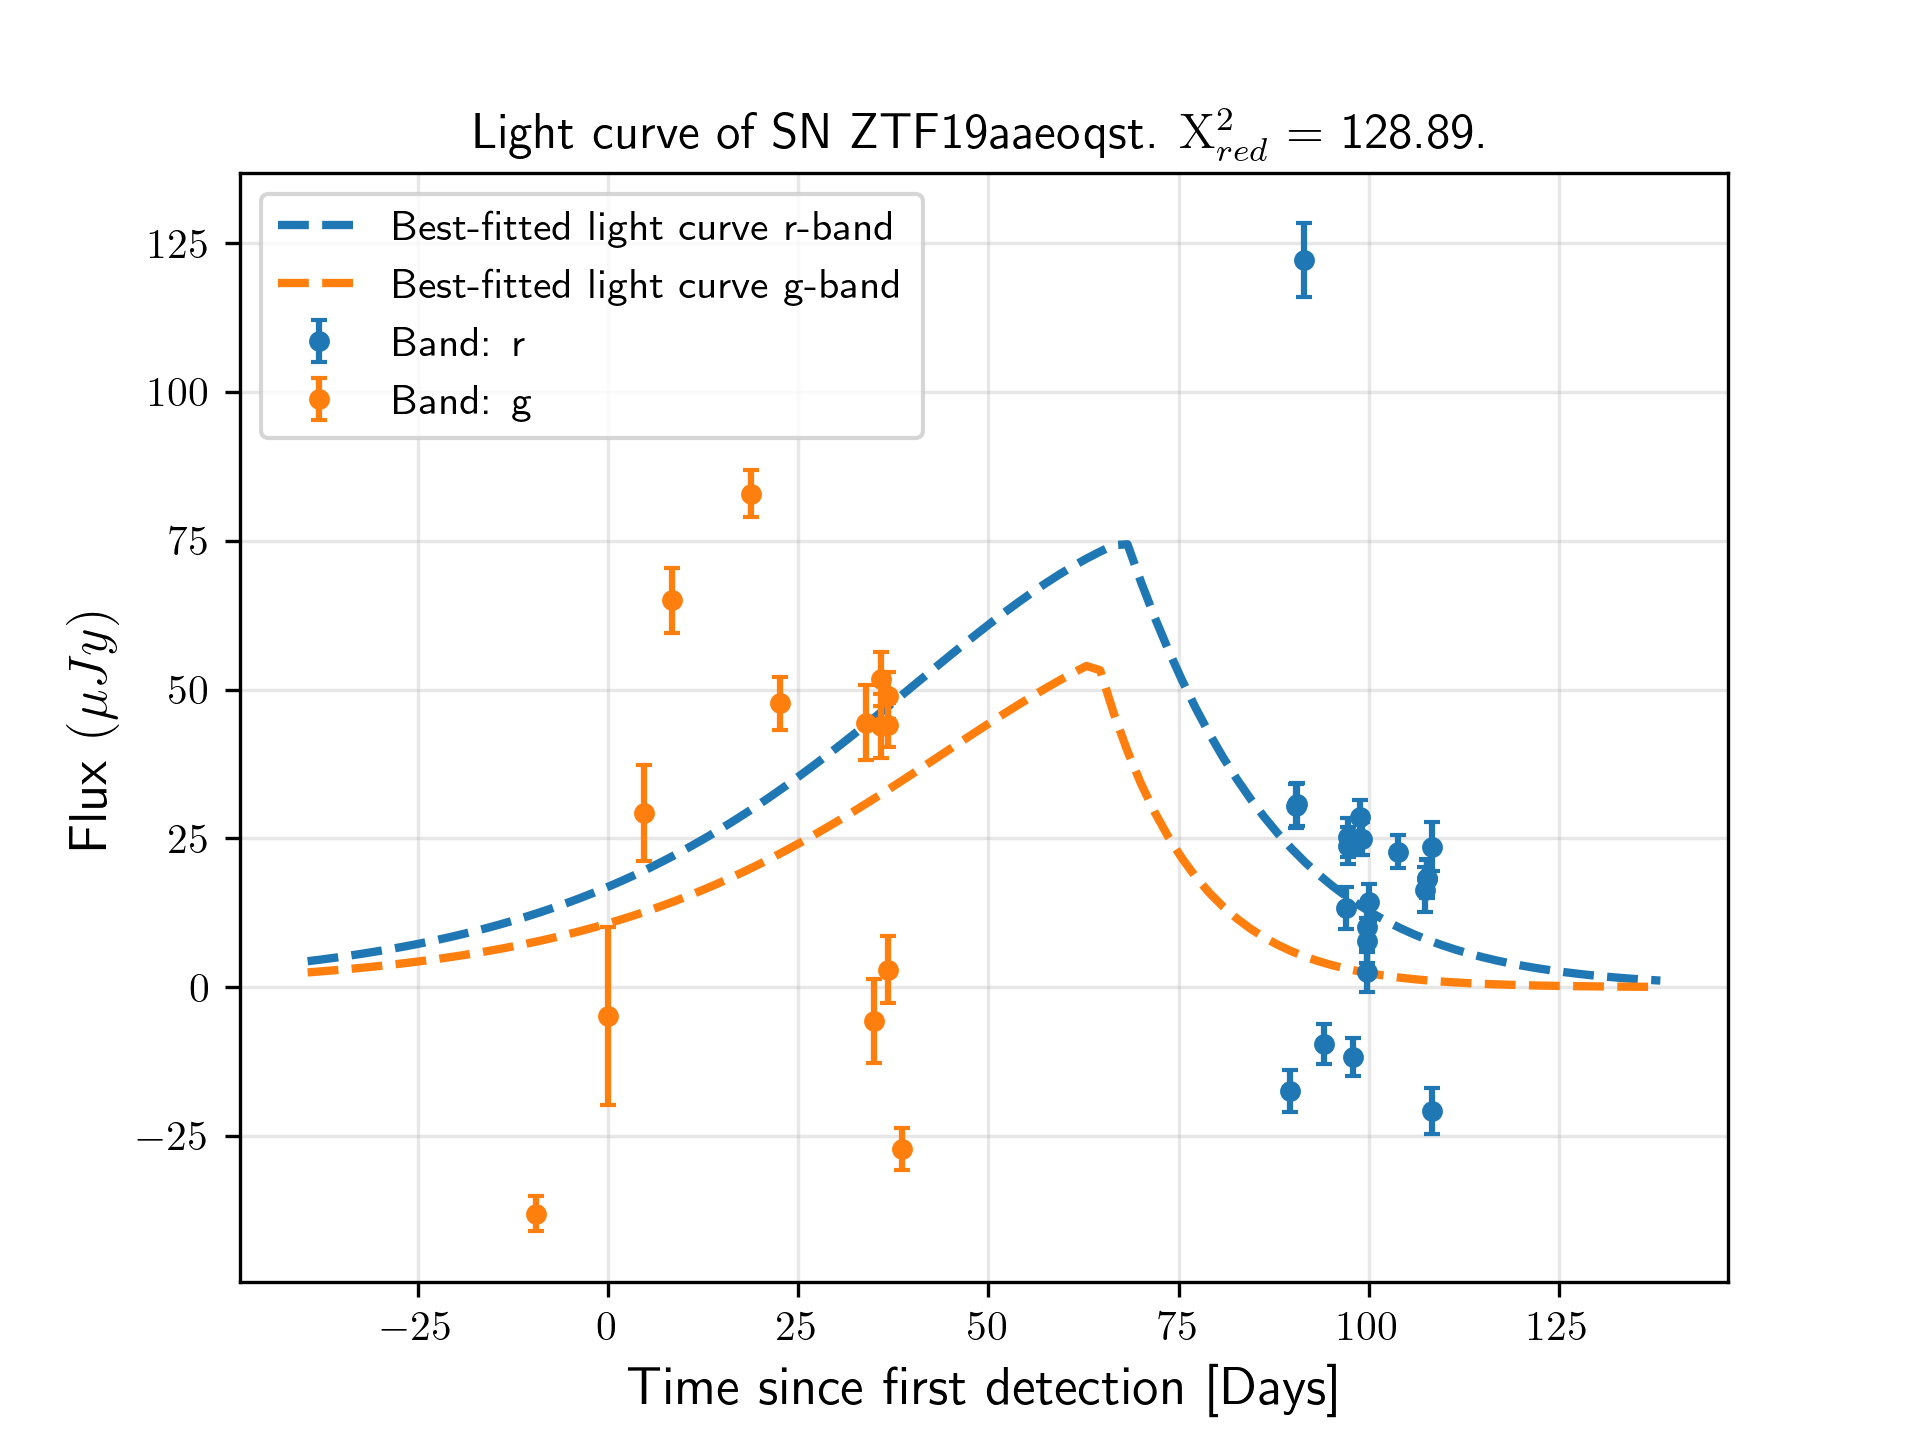 Light curve of SN ZTF19aaeoqst. X²_red = 128.89.
Best-fitted light curve r-band
Best-fitted light curve g-band
Band: r
Band: g
125
100
75
50
25
0
−25
Flux (μJy)
−25 0 25 50 75 100 125
Time since first detection [Days]